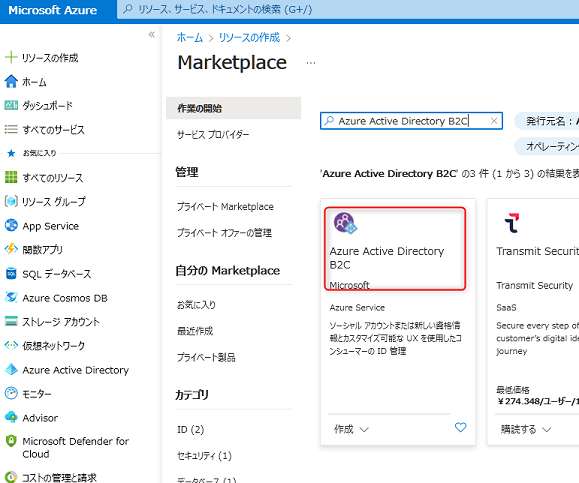 Microsoft Azure
リソース、サービス、ドキュメントの検索 (G+/)
リソースの作成
ホーム
ダッシュボード
すべてのサービス
お気に入り
すべてのリソース
リソース グループ
App Service
関数アプリ
SQL データベース
Azure Cosmos DB
ストレージ アカウント
仮想ネットワーク
Azure Active Directory
モニター
Advisor
Microsoft Defender for
Cloud
コストの管理と請求
ホーム > リソースの作成 >
Marketplace ...
作業の開始
サービス プロバイダー
管理
プライベート Marketplace
プライベート オファーの管理
自分の Marketplace
お気に入り
最近作成
プライベート製品
カテゴリ
ID (2)
セキュリティ (1)
データベース (1)
Azure Active Directory B2C
発行元名 :
オペレーティン
'Azure Active Directory B2C' の3 件 (1 から 3) の結果を表
Azure Active Directory
B2C
Microsoft
Azure Service
ソーシャル アカウントまたは新しい資格情
報とカスタマイズ可能な UX を使用したコ
ンシューマーの ID 管理
作成
Transmit Securit
Transmit Security
SaaS
Secure every step of
customer's digital ide
journey
最低価格
¥274.348/ユーザー/1
購読する